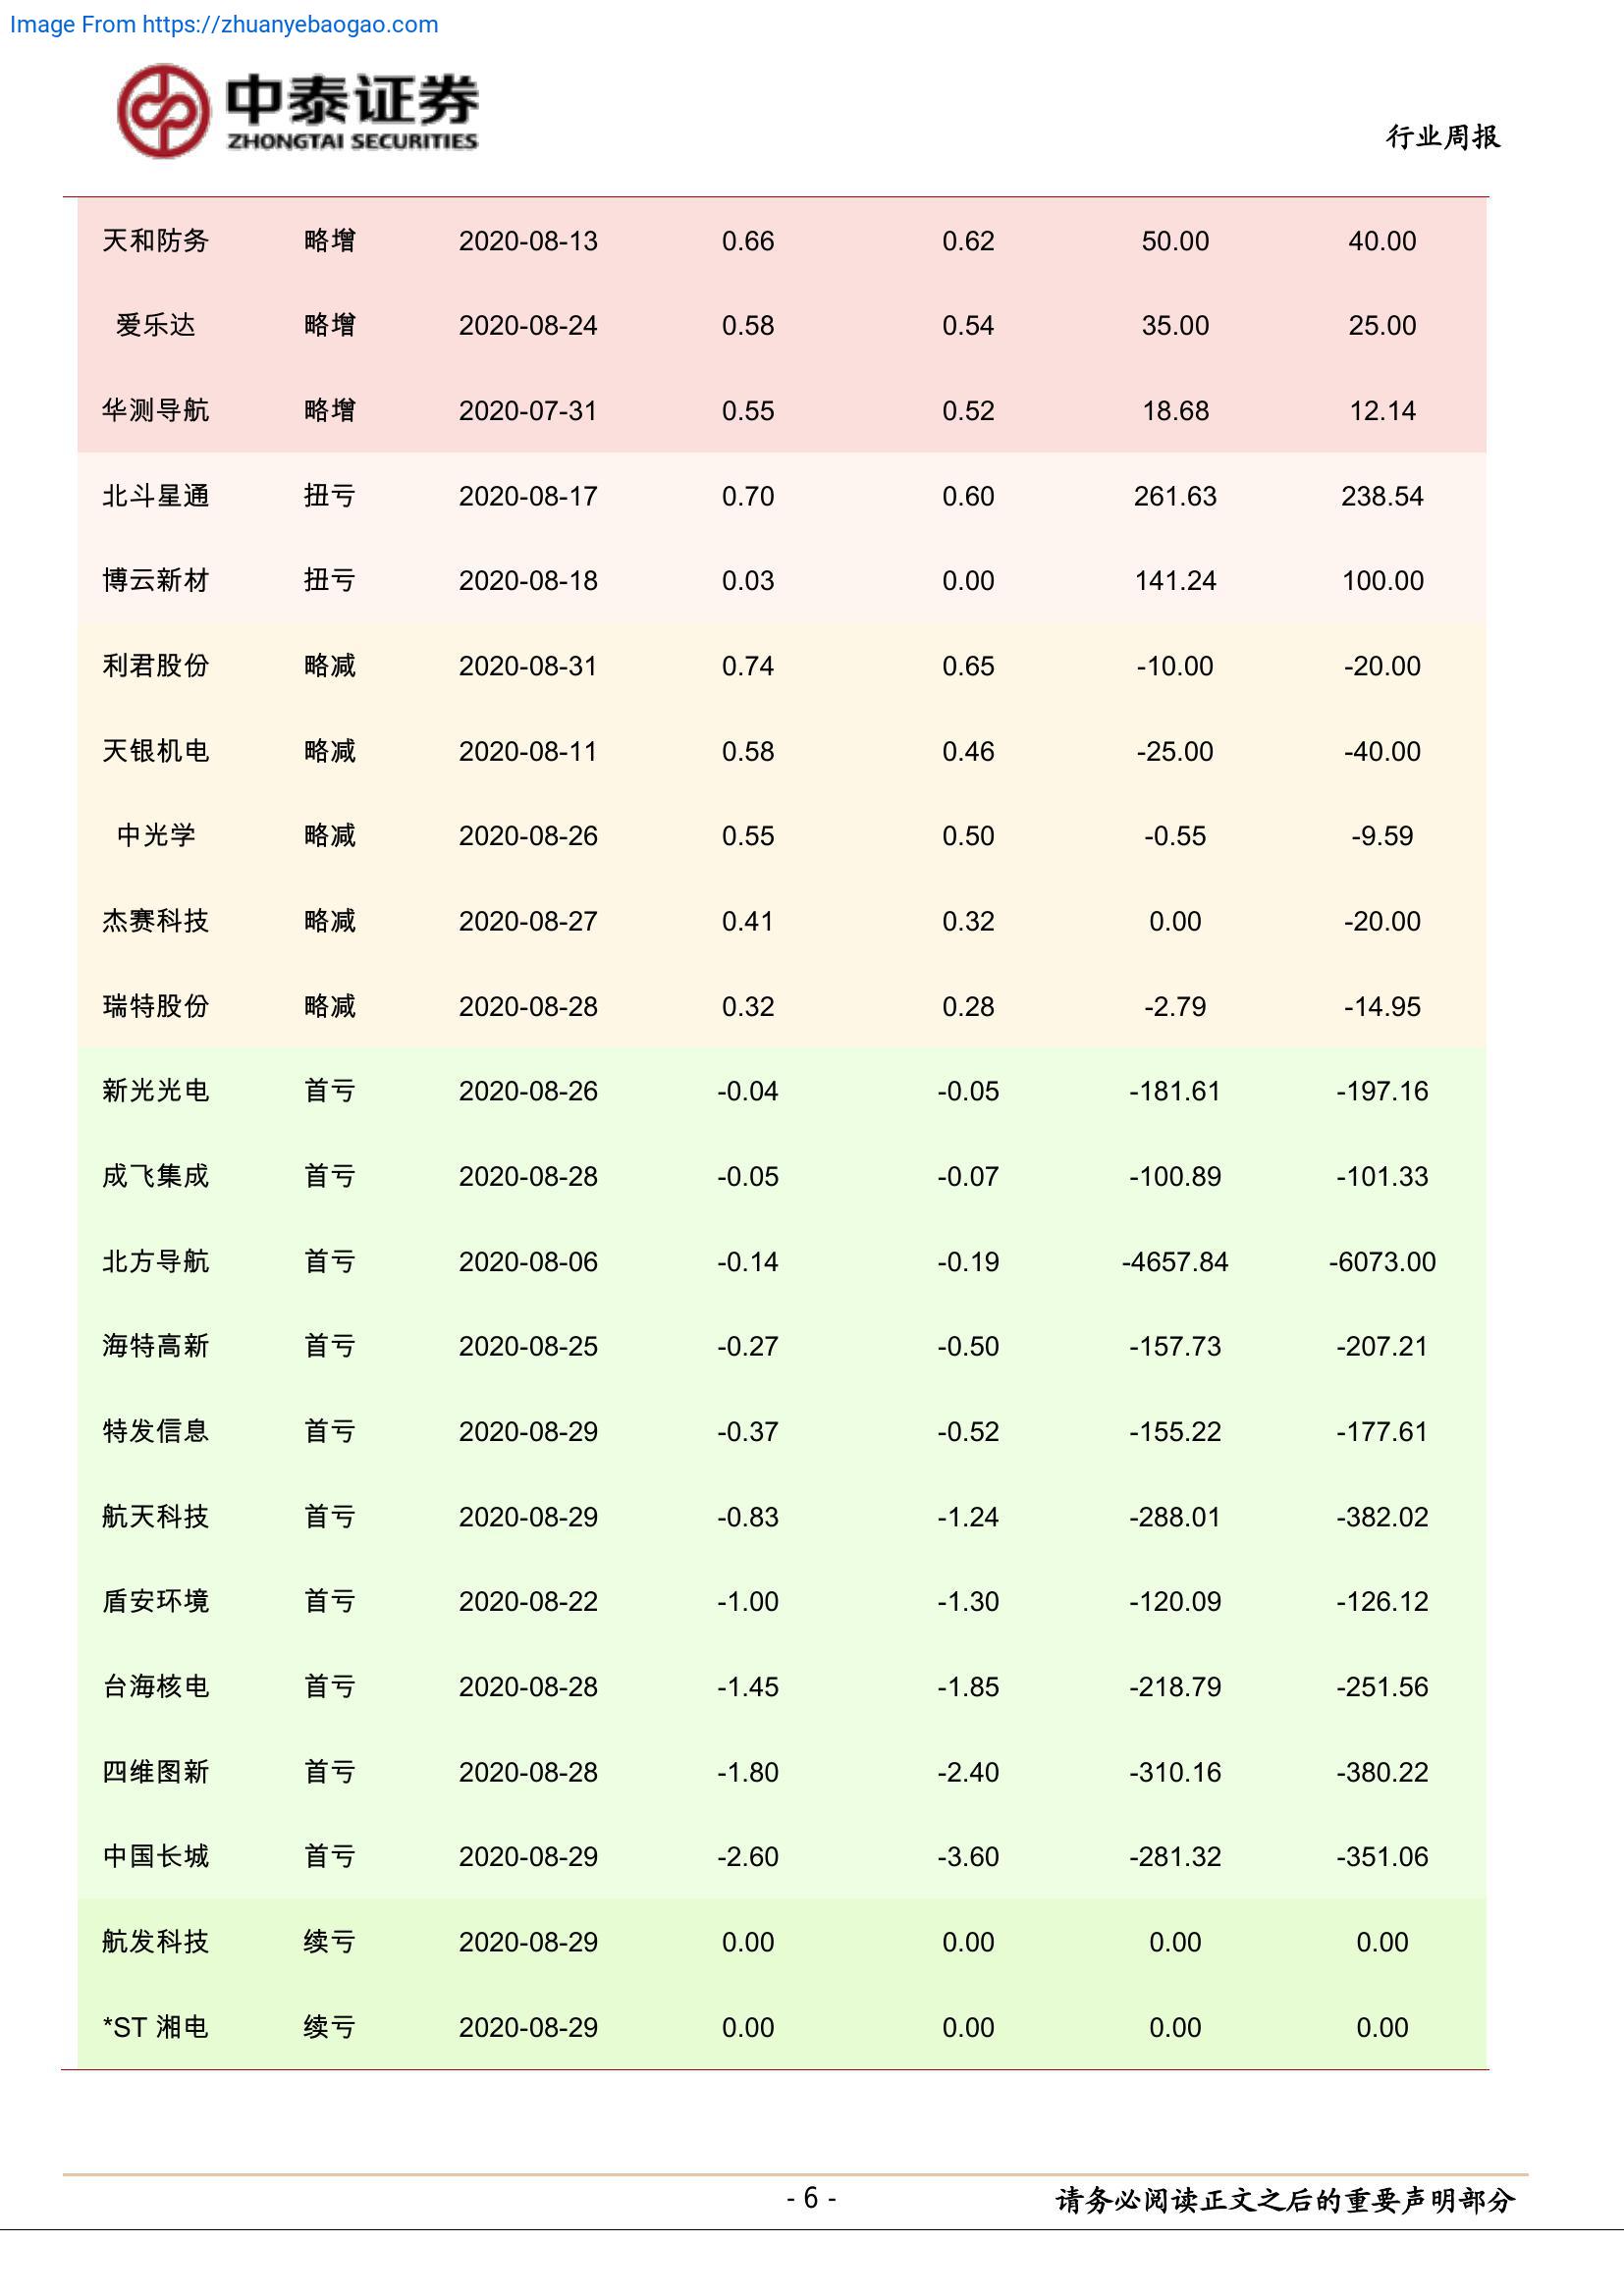 Image From https://zhuanyebaogao.com
中泰证券
ZHONGTAI SECURITIES
行业周报
天和防务 略增 2020-08-13 0.66 0.62 50.00 40.00
爱乐达 略增 2020-08-24 0.58 0.54 35.00 25.00
华测导航 略增 2020-07-31 0.55 0.52 18.68 12.14
北斗星通 扭亏 2020-08-17 0.70 0.60 261.63 238.54
博云新材 扭亏 2020-08-18 0.03 0.00 141.24 100.00
利君股份 略减 2020-08-31 0.74 0.65 -10.00 -20.00
天银机电 略减 2020-08-11 0.58 0.46 -25.00 -40.00
中光学 略减 2020-08-26 0.55 0.50 -0.55 -9.59
杰赛科技 略减 2020-08-27 0.41 0.32 0.00 -20.00
瑞特股份 略减 2020-08-28 0.32 0.28 -2.79 -14.95
新光光电 首亏 2020-08-26 -0.04 -0.05 -181.61 -197.16
成飞集成 首亏 2020-08-28 -0.05 -0.07 -100.89 -101.33
北方导航 首亏 2020-08-06 -0.14 -0.19 -4657.84 -6073.00
海特高新 首亏 2020-08-25 -0.27 -0.50 -157.73 -207.21
特发信息 首亏 2020-08-29 -0.37 -0.52 -155.22 -177.61
航天科技 首亏 2020-08-29 -0.83 -1.24 -288.01 -382.02
盾安环境 首亏 2020-08-22 -1.00 -1.30 -120.09 -126.12
台海核电 首亏 2020-08-28 -1.45 -1.85 -218.79 -251.56
四维图新 首亏 2020-08-28 -1.80 -2.40 -310.16 -380.22
中国长城 首亏 2020-08-29 -2.60 -3.60 -281.32 -351.06
航发科技 续亏 2020-08-29 0.00 0.00 0.00 0.00
*ST 湘电 续亏 2020-08-29 0.00 0.00 0.00 0.00
- 6 -
请务必阅读正文之后的重要声明部分